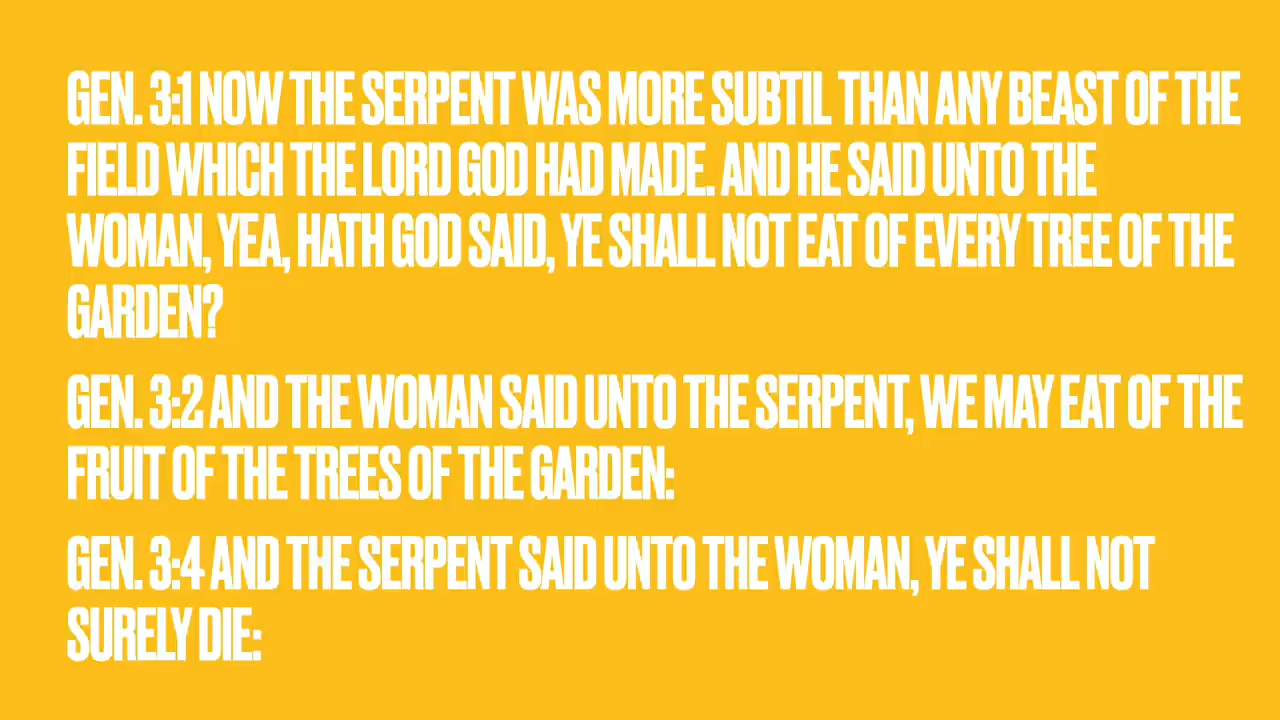 GEN. 3:1 NOW THE SERPENT WAS MORE SUBTIL THAN ANY BEAST OF THE
FIELD WHICH THE LORD GOD HAD MADE. AND HE SAID UNTO THE
WOMAN, YEA, HATH GOD SAID, YE SHALL NOT EAT OF EVERY TREE OF THE
GARDEN?
GEN. 3:2 AND THE WOMAN SAID UNTO THE SERPENT, WE MAY EAT OF THE
FRUIT OF THE TREES OF THE GARDEN:
GEN. 3:4 AND THE SERPENT SAID UNTO THE WOMAN, YE SHALL NOT
SURELY DIE: